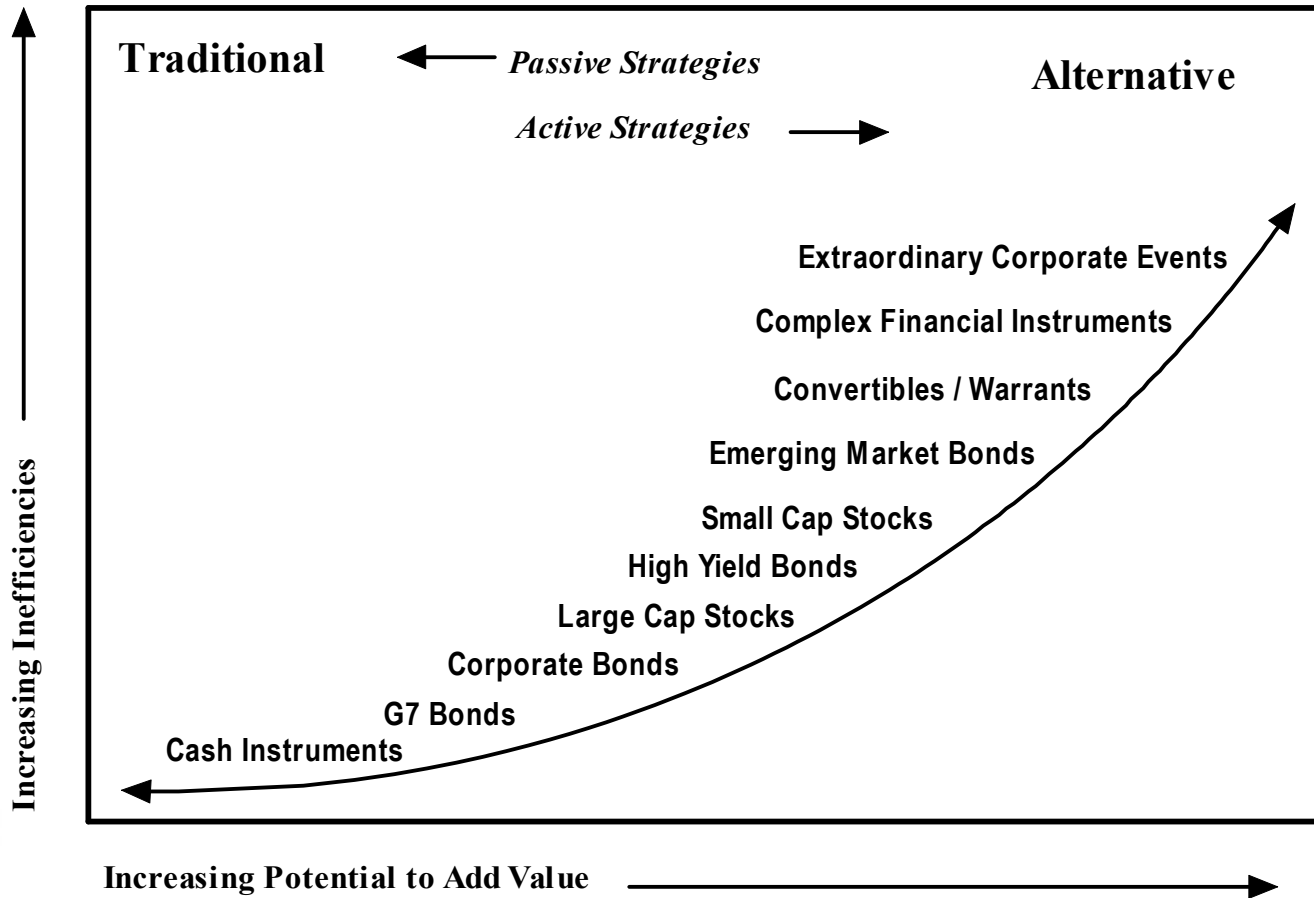 Traditional
Passive Strategies
Alternative
Active Strategies
Extraordinary Corporate Events
Complex Financial Instruments
Convertibles / Warrants
Emerging Market Bonds
Small Cap Stocks
High Yield Bonds
Large Cap Stocks
Corporate Bonds
G7 Bonds
Cash Instruments
Increasing Inefficiencies
Increasing Potential to Add Value